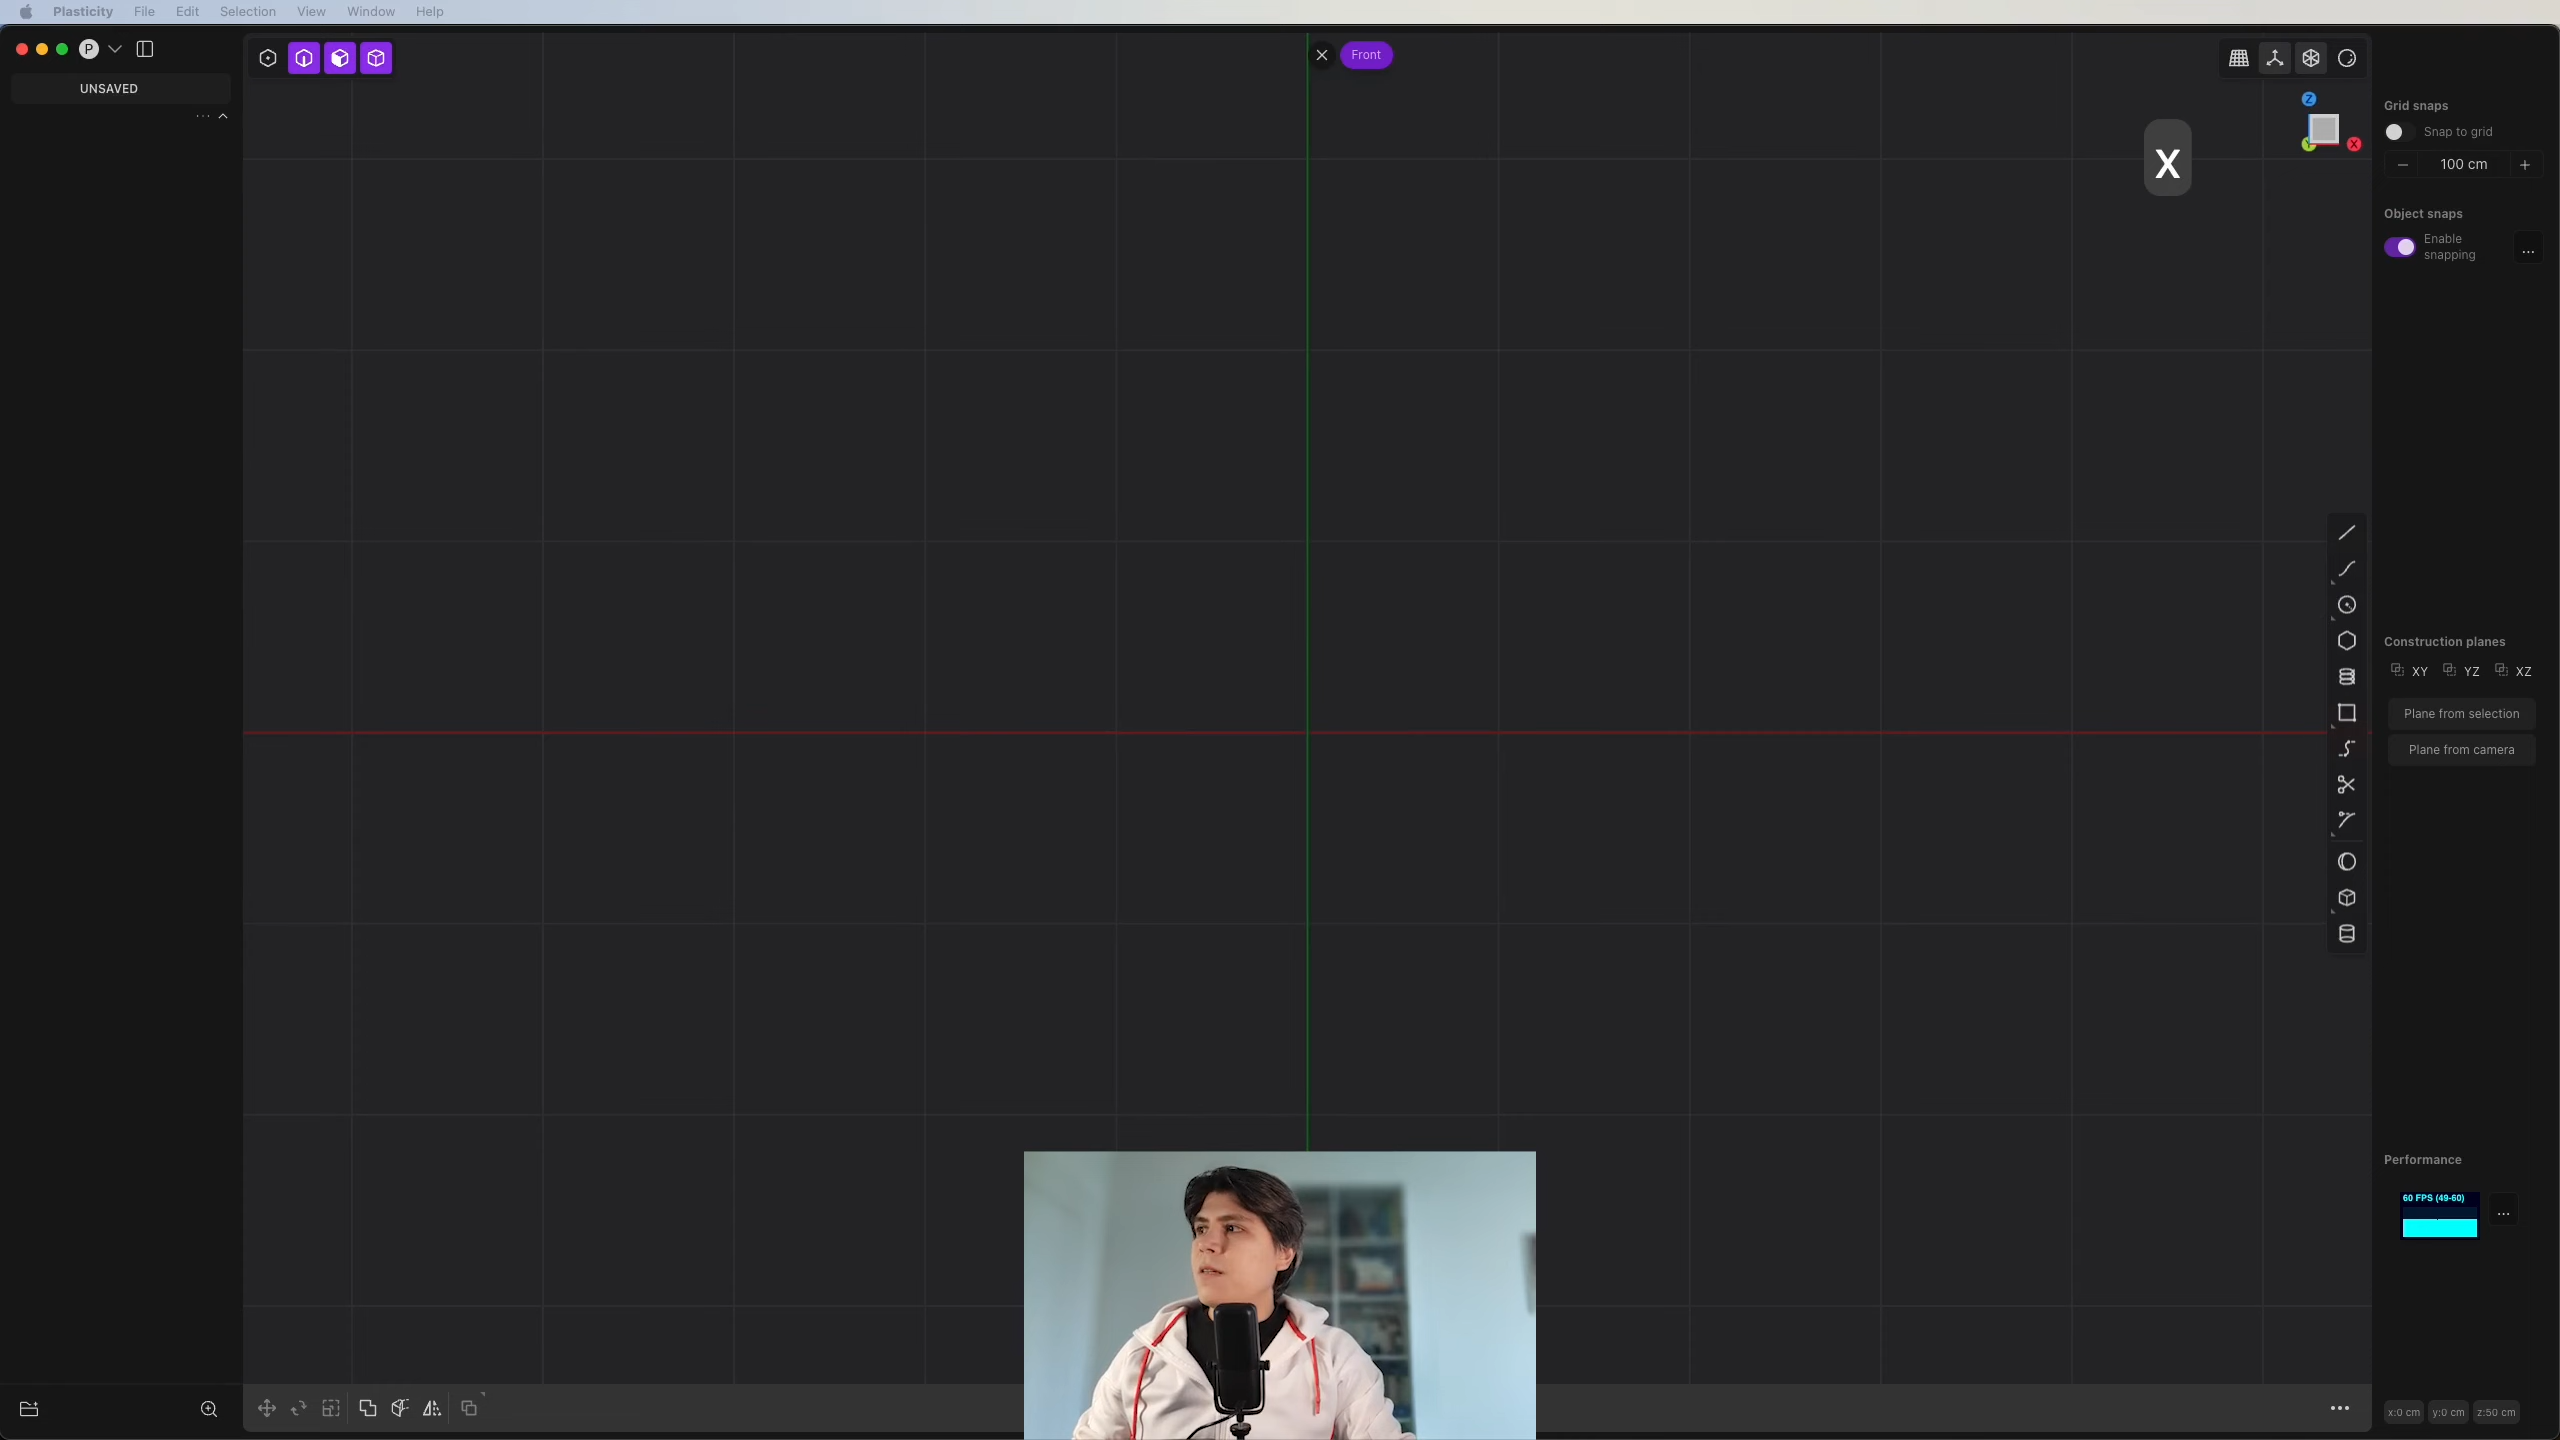 Plasticity File Edit Selection View Window Help
P
UNSAVED
Front
Z
Y
X
X
Grid snaps
Snap to grid
100 cm
Object snaps
Enable
snapping
Construction planes
XY YZ XZ
Plane from selection
Plane from camera
Performance
60 FPS (49-60)
x:0 cm y:0 cm z:50 cm